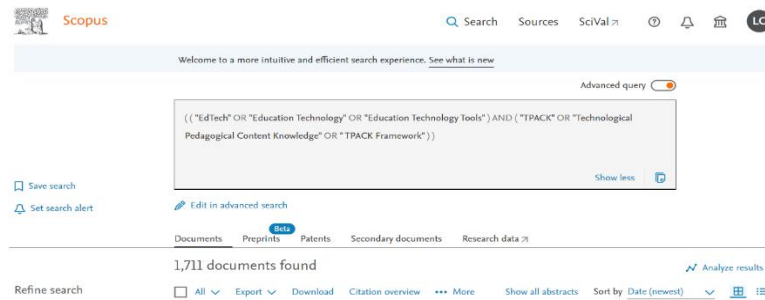 Scopus
Search Sources SciVal
LC
Welcome to a more intuitive and efficient search experience. See what is new
Advanced query
( ( "EdTech" OR "Education Technology" OR "Education Technology Tools" ) AND ( "TPACK" OR "Technological
Pedagogical Content Knowledge" OR " TPACK Framework" ) )
Show less
Save search
Set search alert
Edit in advanced search
Beta
Documents Preprints Patents Secondary documents Research data
1,711 documents found
Analyze results
Refine search
All Export Download Citation overview ••• More Show all abstracts Sort by Date (newest)